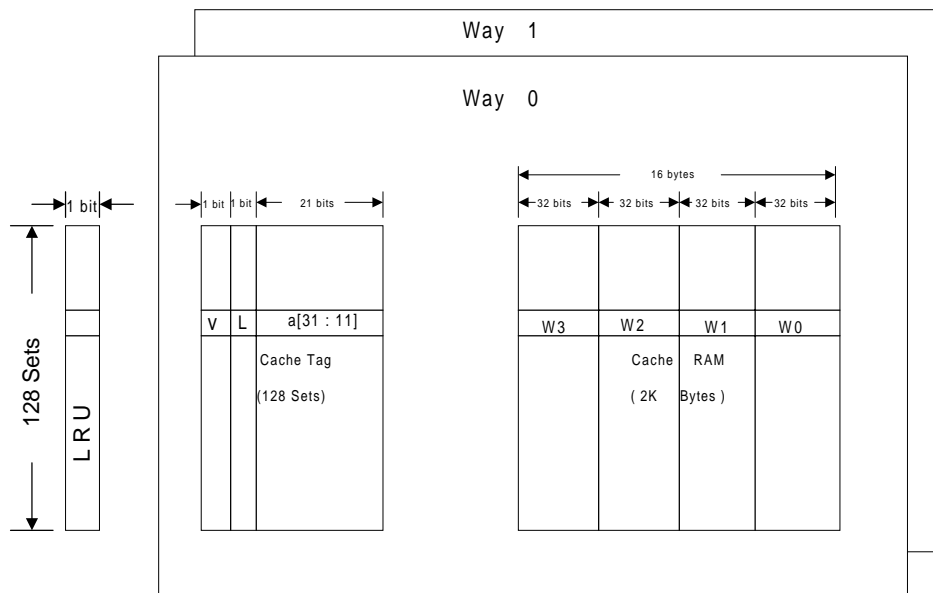 Way 1
Way 0
16 bytes
1 bit
1 bit 1 bit 21 bits
32 bits 32 bits 32 bits 32 bits
128 Sets
LRU
V L a[31 : 11]
W3 W2 W1 W0
Cache Tag
(128 Sets)
Cache RAM
( 2K Bytes )